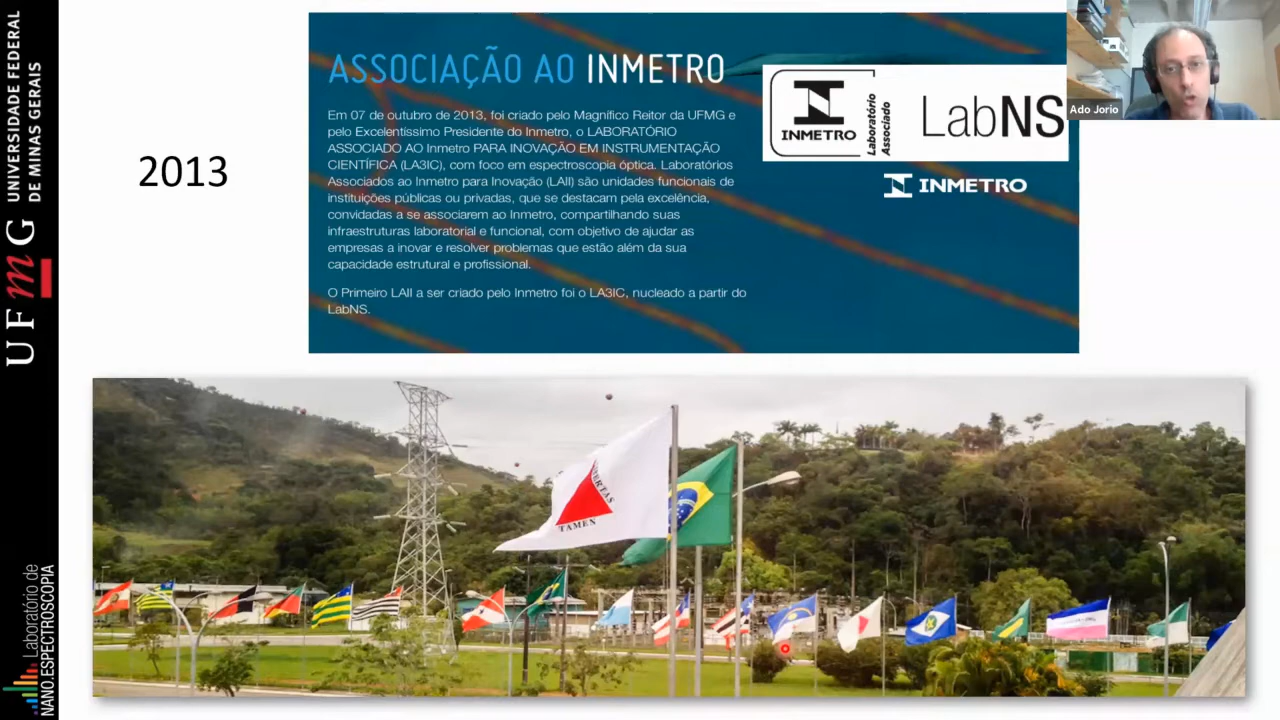 UNIVERSIDADE FEDERAL
DE MINAS GERAIS
UFmG
Laboratório de
NANO.ESPECTROSCOPIA
2013
ASSOCIAÇÃO AO INMETRO
Em 07 de outubro de 2013, foi criado pelo Magnífico Reitor da UFMG e
pelo Excelentíssimo Presidente do Inmetro, o LABORATÓRIO
ASSOCIADO AO Inmetro PARA INOVAÇÃO EM INSTRUMENTAÇÃO
CIENTÍFICA (LA3IC), com foco em espectroscopia óptica. Laboratórios
Associados ao Inmetro para Inovação (LAII) são unidades funcionais de
instituições públicas ou privadas, que se destacam pela excelência,
convidadas a se associarem ao Inmetro, compartilhando suas
infraestruturas laboratorial e funcional, com objetivo de ajudar as
empresas a inovar e resolver problemas que estão além da sua
capacidade estrutural e profissional.
O Primeiro LAII a ser criado pelo Inmetro foi o LA3IC, nucleado a partir do
LabNS.
INMETRO
Laboratório
Associado
LabNS
INMETRO
Ado Jorio
TAMEN